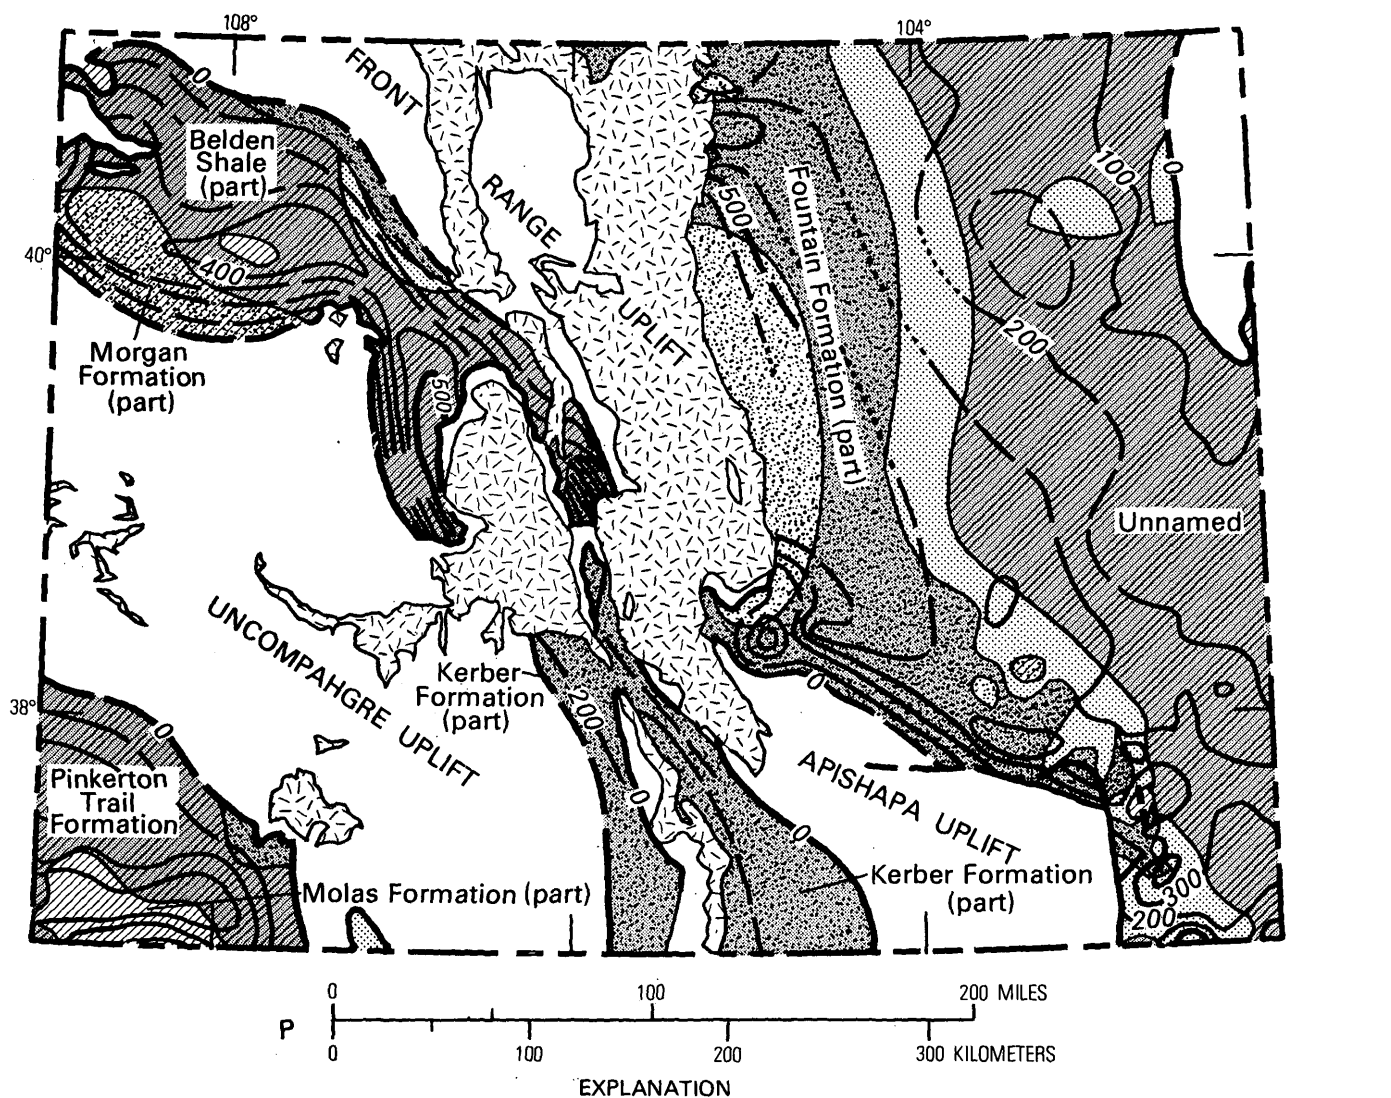 108°
104°
FRONT
0
Belden
Shale
(part)
100
0
RANGE
500
Fountain Formation (part)
40°
400
UPLIFT
200
Morgan
Formation
(part)
500
Unnamed
UNCOMPAHGRE UPLIFT
Kerber
Formation
(part)
200
0
38°
0
APISHAPA UPLIFT
Pinkerton
Trail
Formation
0
0
Kerber Formation
(part)
Molas Formation (part)
300
200
0 100 200 MILES
P
0 100 200 300 KILOMETERS
EXPLANATION